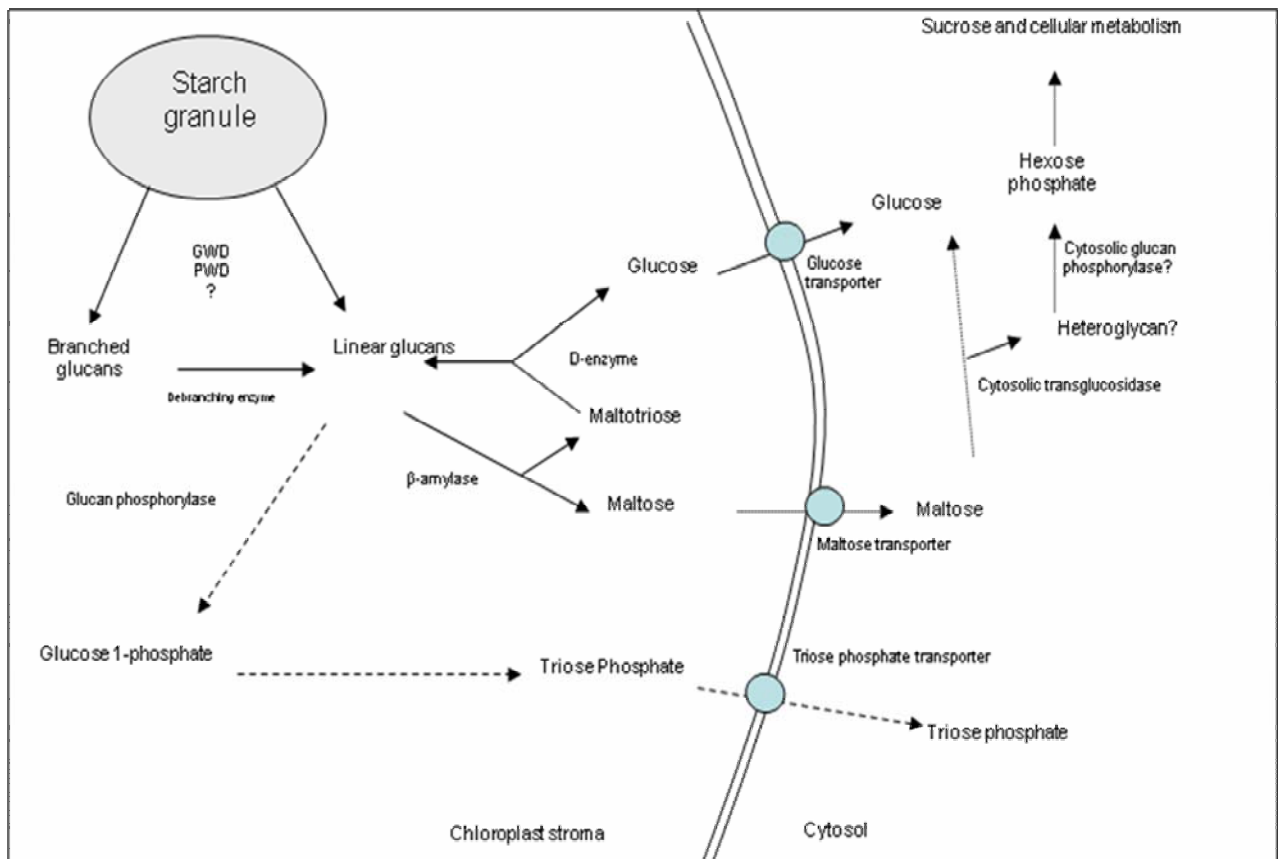 Sucrose and cellular metabolism
Starch
granule
Hexose
phosphate
Glucose
GWD
PWD
?
Cytosolic glucan
phosphorylase?
Glucose
Glucose
transporter
Heteroglycan?
Branched
glucans
Linear glucans
D-enzyme
Cytosolic transglucosidase
Debranching enzyme
Maltotriose
β-amylase
Glucan phosphorylase
Maltose
Maltose
Maltose transporter
Glucose 1-phosphate
Triose Phosphate
Triose phosphate transporter
Triose phosphate
Chloroplast stroma
Cytosol